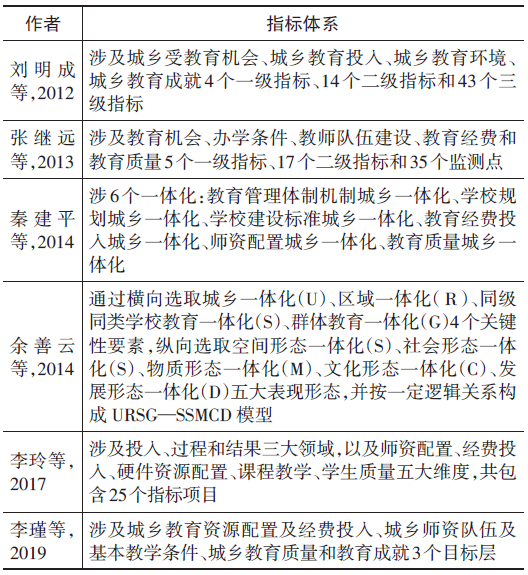 作者
指标体系
刘明成
等,2012
涉及城乡受教育机会、城乡教育投入、城乡教育环境、
城乡教育成就4个一级指标、14个二级指标和43个三
级指标
张继远
等,2013
涉及教育机会、办学条件、教师队伍建设、教育经费和
教育质量5个一级指标、17个二级指标和35个监测点
秦建平
等,2014
涉6个一体化:教育管理体制机制城乡一体化、学校规
划城乡一体化、学校建设标准城乡一体化、教育经费投
入城乡一体化、师资配置城乡一体化、教育质量城乡一
体化
余善云
等,2014
通过横向选取城乡一体化(U)、区域一体化(R)、同级
同类学校教育一体化(S)、群体教育一体化(G)4个关键
性要素,纵向选取空间形态一体化(S)、社会形态一体
化(S)、物质形态一体化(M)、文化形态一体化(C)、发
展形态一体化(D)五大表现形态,并按一定逻辑关系构
成URSG—SSMCD模型
李玲等,
2017
涉及投入、过程和结果三大领域,以及师资配置、经费投
入、硬件资源配置、课程教学、学生质量五大维度,共包
含25个指标项目
李瑾等,
2019
涉及城乡教育资源配置及经费投入、城乡师资队伍及
基本教学条件、城乡教育质量和教育成就3个目标层